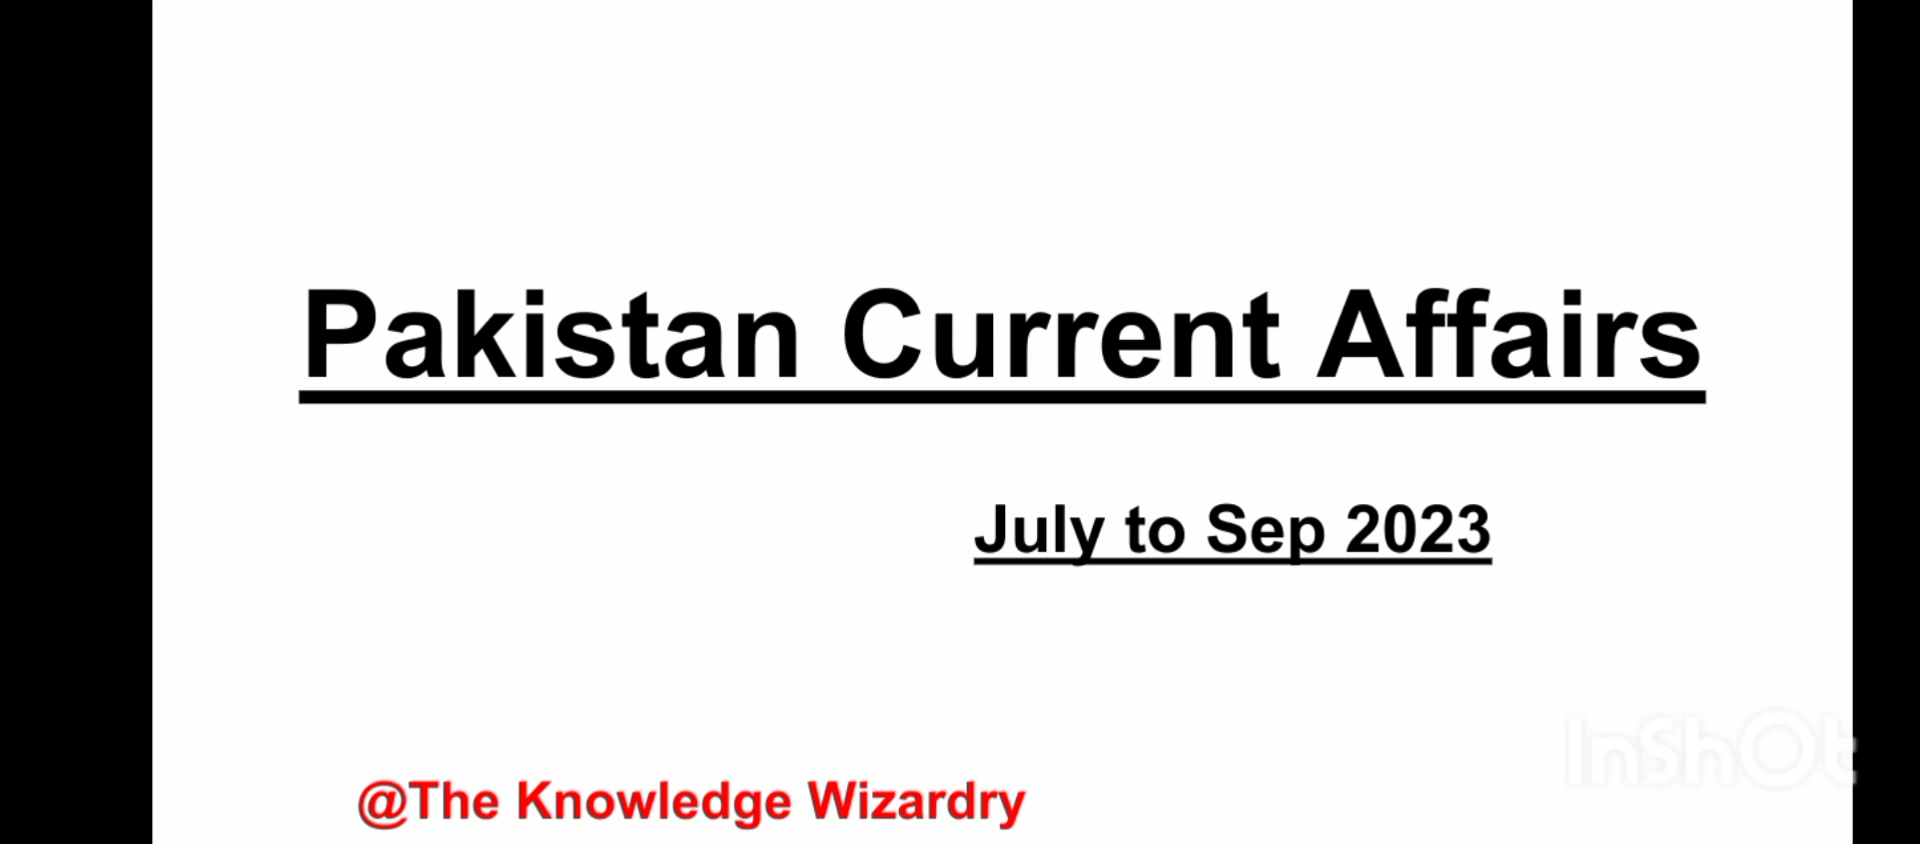 Pakistan Current Affairs
July to Sep 2023
InShOt
@The Knowledge Wizardry